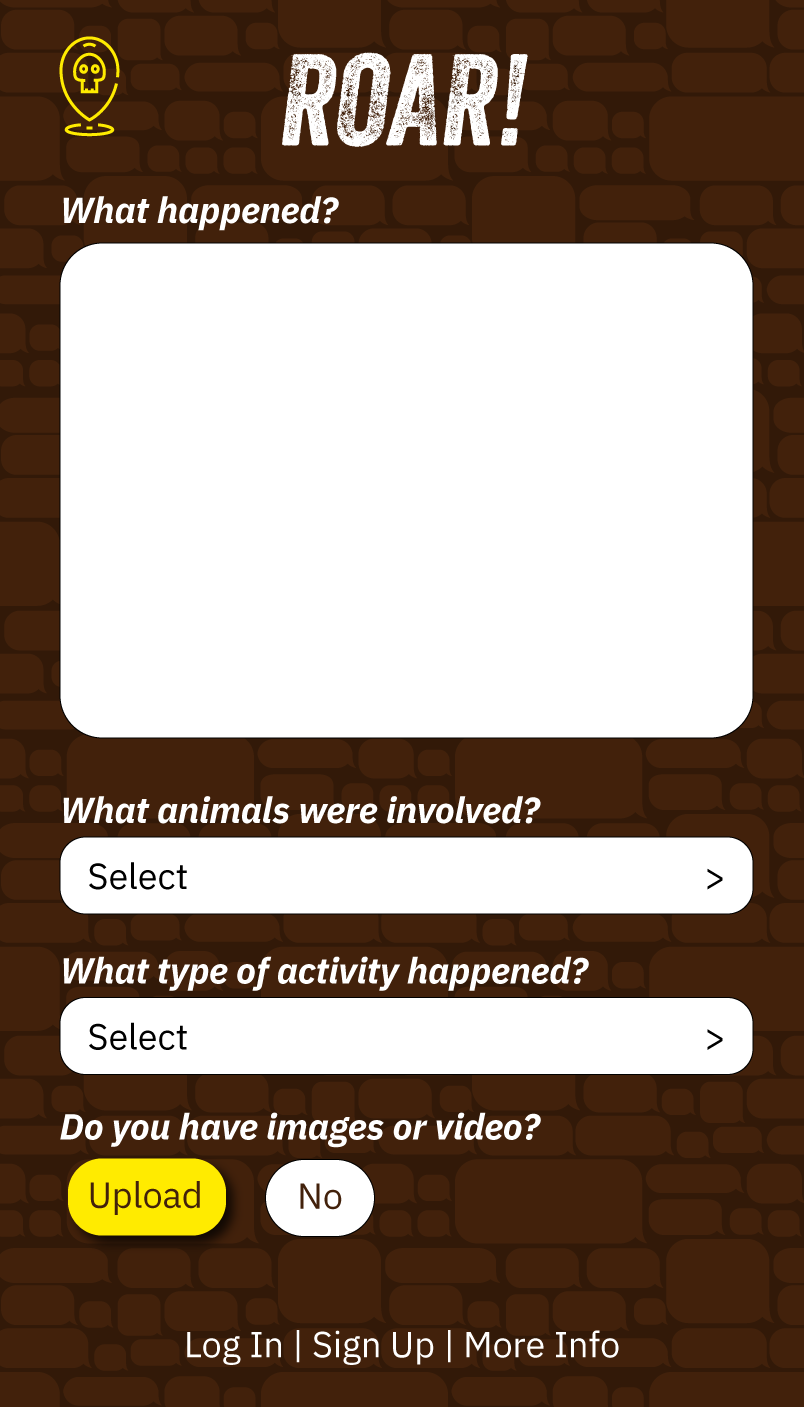 ROAR!
What happened?
What animals were involved?
Select >
What type of activity happened?
Select >
Do you have images or video?
Upload No
Log In | Sign Up | More Info